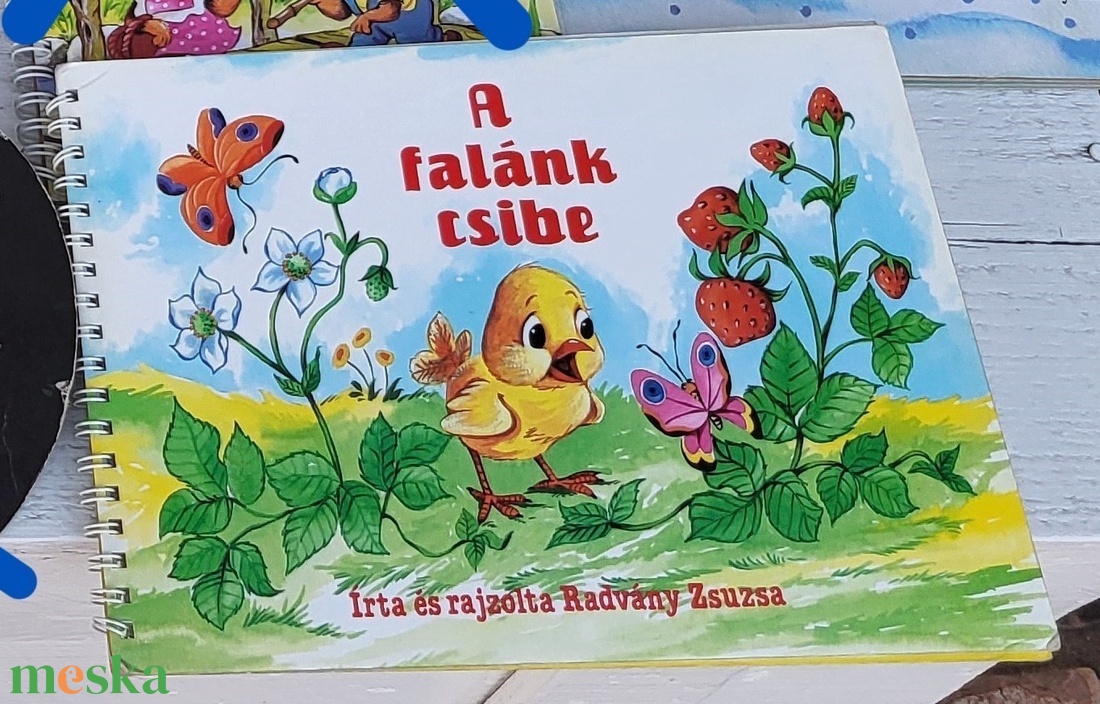 A
falánk
csibe
Írta és rajzolta Radvány Zsuzsa
meska